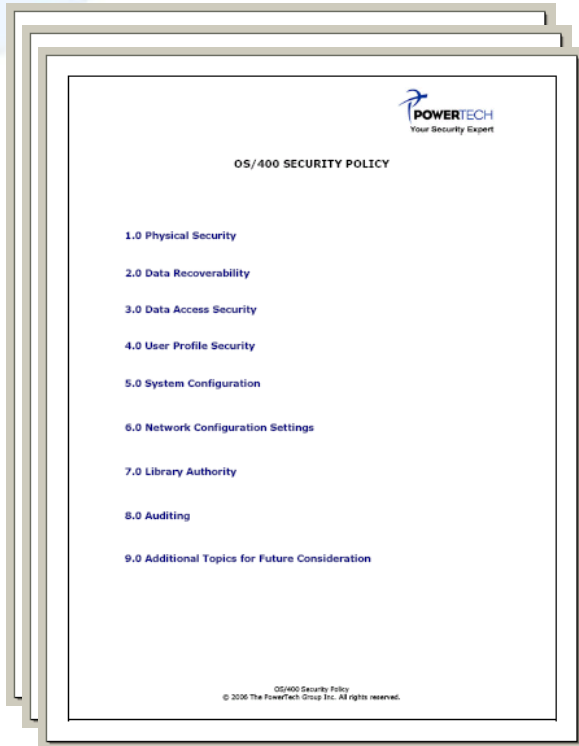 POWERTECH
Your Security Expert
OS/400 SECURITY POLICY
1.0 Physical Security
2.0 Data Recoverability
3.0 Data Access Security
4.0 User Profile Security
5.0 System Configuration
6.0 Network Configuration Settings
7.0 Library Authority
8.0 Auditing
9.0 Additional Topics for Future Consideration
OS/400 Security Policy
© 2006 The PowerTech Group Inc. All rights reserved.